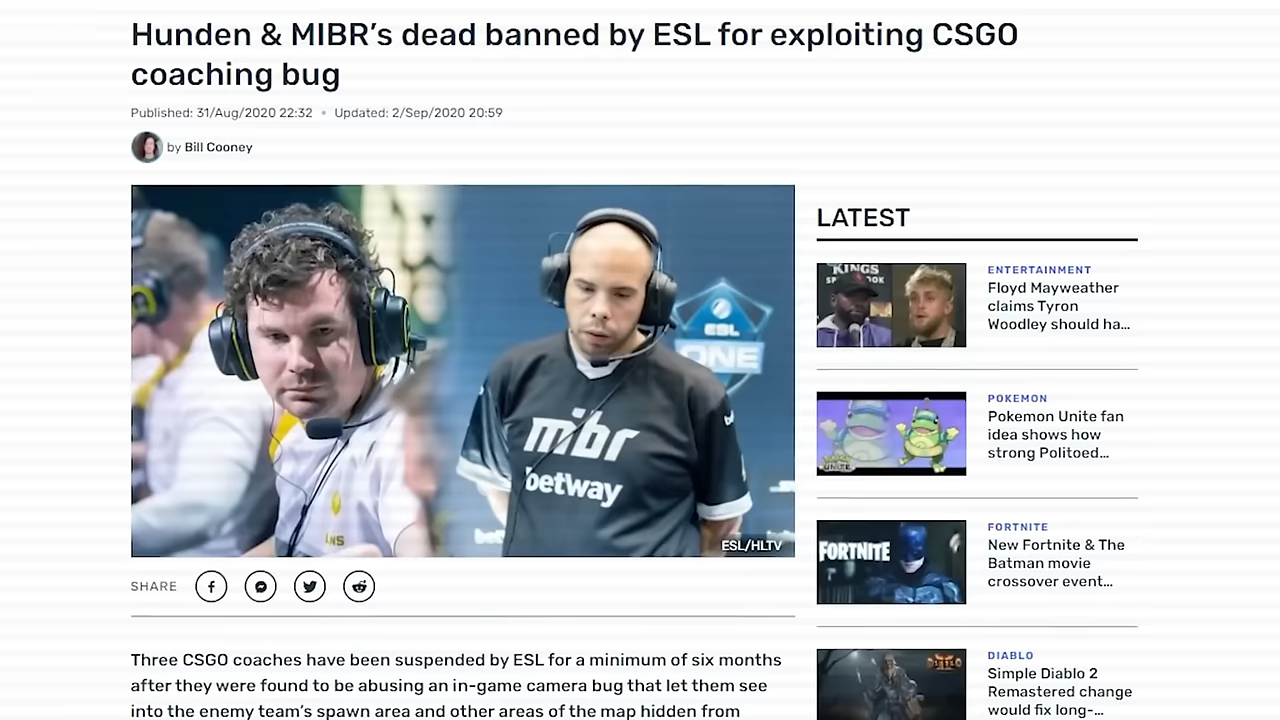 Hunden & MIBR’s dead banned by ESL for exploiting CSGO
coaching bug
Published: 31/Aug/2020 22:32 • Updated: 2/Sep/2020 20:59
by Bill Cooney
ESL
ONE
mibr
betway
ESL/HLTV
SHARE
Three CSGO coaches have been suspended by ESL for a minimum of six months
after they were found to be abusing an in-game camera bug that let them see
into the enemy team’s spawn area and other areas of the map hidden from
LATEST
KINGS
ENTERTAINMENT
Floyd Mayweather
claims Tyron
Woodley should ha...
UNITE
POKEMON
Pokemon Unite fan
idea shows how
strong Politoed...
FORTNITE
FORTNITE
New Fortnite & The
Batman movie
crossover event...
DIABLO
DIABLO
Simple Diablo 2
Remastered change
would fix long-...